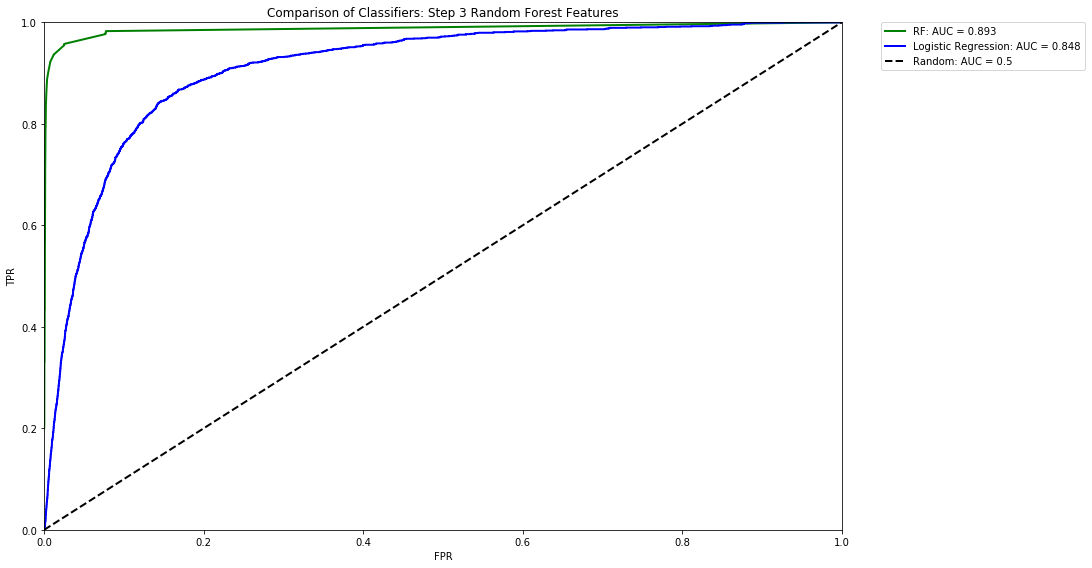 Comparison of Classifiers: Step 3 Random Forest Features
RF: AUC = 0.893
Logistic Regression: AUC = 0.848
Random: AUC = 0.5
1.0
0.8
0.6
0.4
0.2
0.0
TPR
0.0 0.2 0.4 0.6 0.8 1.0
FPR